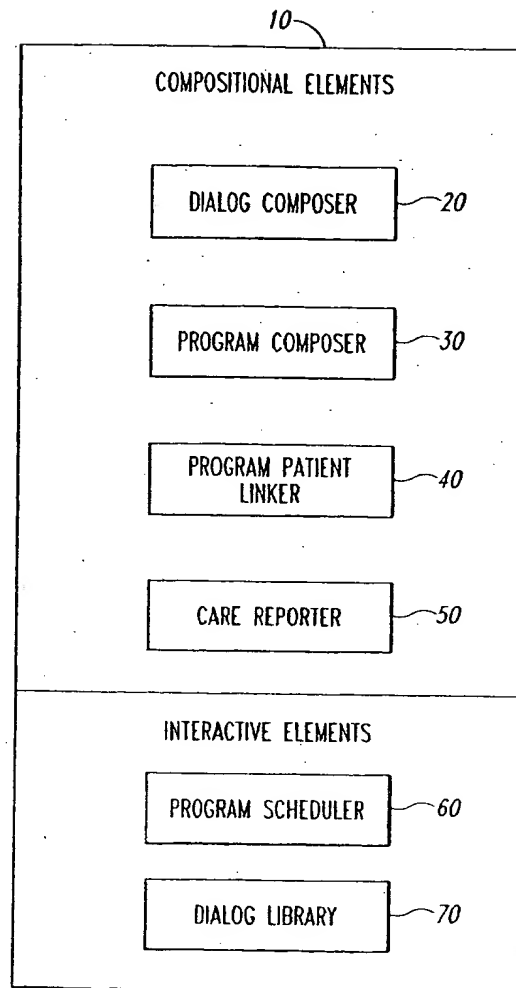 10
COMPOSITIONAL ELEMENTS
DIALOG COMPOSER 20
PROGRAM COMPOSER 30
PROGRAM PATIENT
LINKER 40
CARE REPORTER 50
INTERACTIVE ELEMENTS
PROGRAM SCHEDULER 60
DIALOG LIBRARY 70